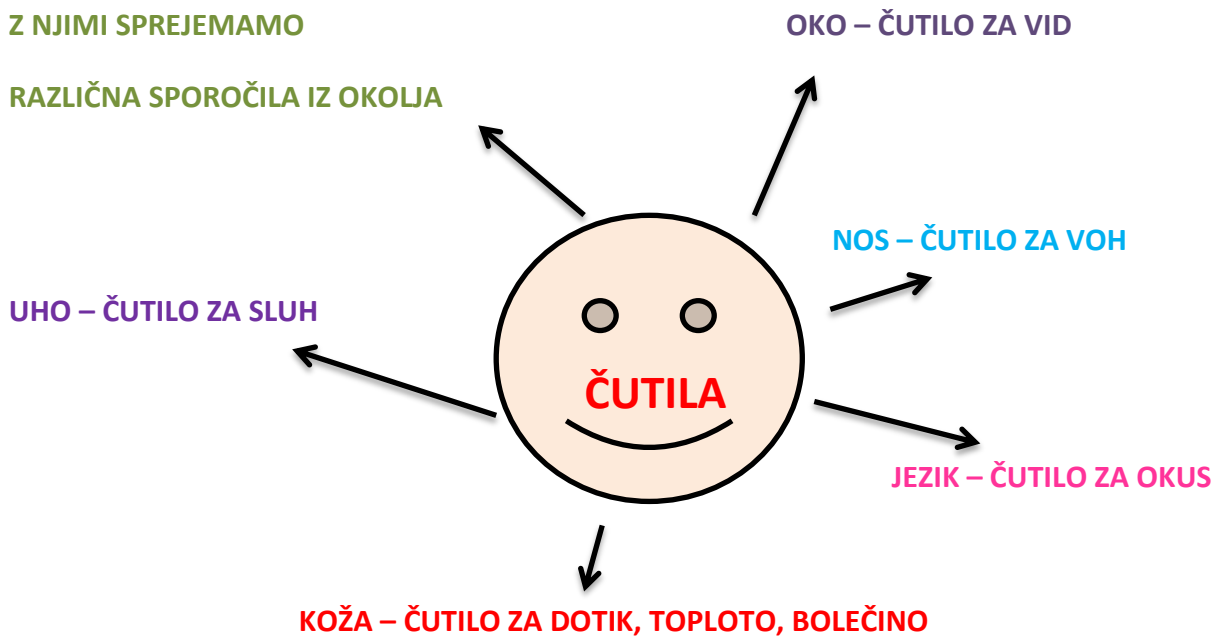 Z NJIMI SPREJEMAMO
RAZLIČNA SPOROČILA IZ OKOLJA
OKO – ČUTILO ZA VID
NOS – ČUTILO ZA VOH
UHO – ČUTILO ZA SLUH
ČUTILA
JEZIK – ČUTILO ZA OKUS
KOŽA – ČUTILO ZA DOTIK, TOPLOTO, BOLEČINO